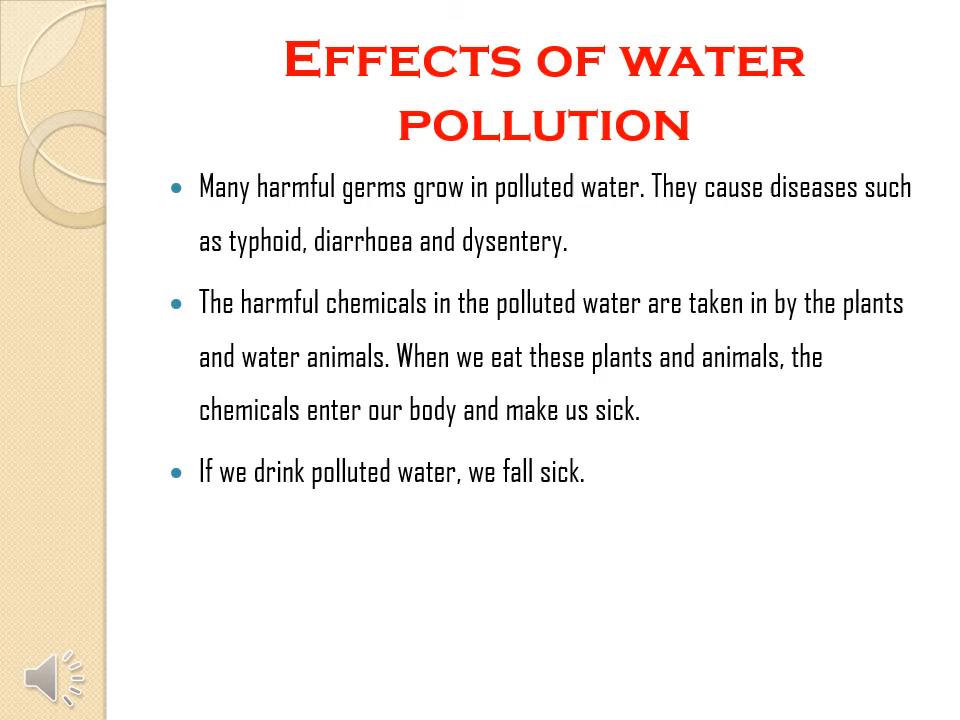 Effects of water
pollution
• Many harmful germs grow in polluted water. They cause diseases such
as typhoid, diarrhoea and dysentery.
• The harmful chemicals in the polluted water are taken in by the plants
and water animals. When we eat these plants and animals, the
chemicals enter our body and make us sick.
• If we drink polluted water, we fall sick.